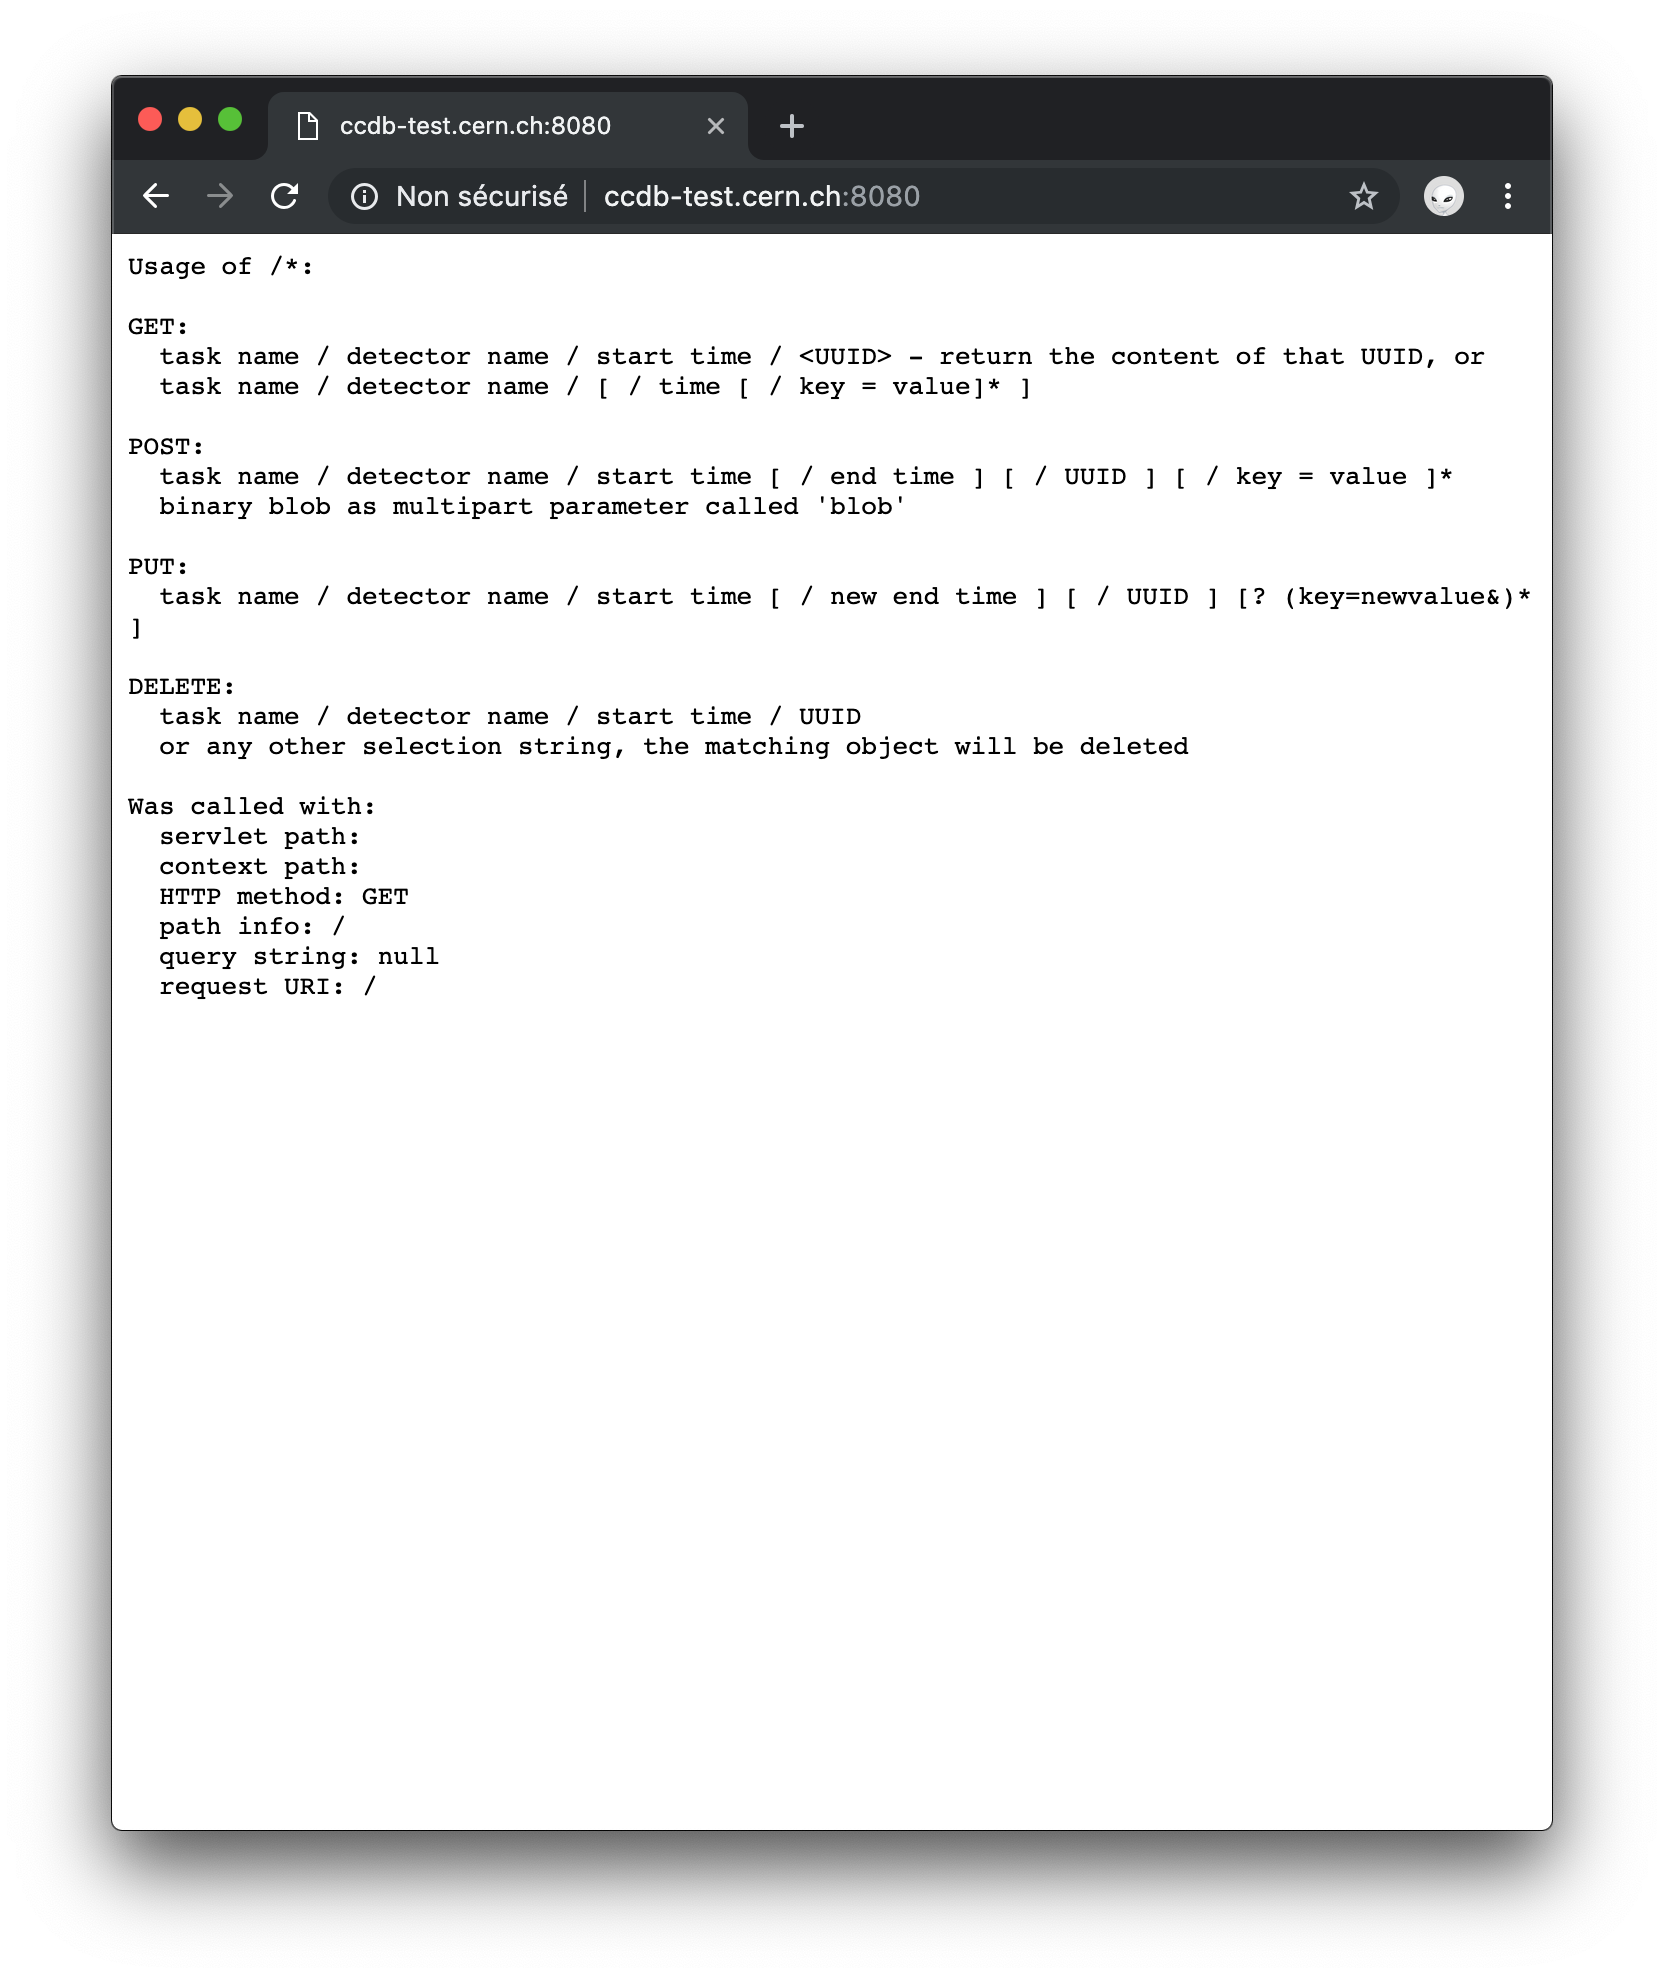 ccdb-test.cern.ch:8080
Non sécurisé ccdb-test.cern.ch:8080
Usage of /*:
GET:
task name / detector name / start time / <UUID> - return the content of that UUID, or
task name / detector name / [ / time [ / key = value]* ]
POST:
task name / detector name / start time [ / end time ] [ / UUID ] [ / key = value ]*
binary blob as multipart parameter called 'blob'
PUT:
task name / detector name / start time [ / new end time ] [ / UUID ] [? (key=newvalue&)*
]
DELETE:
task name / detector name / start time / UUID
or any other selection string, the matching object will be deleted
Was called with:
servlet path:
context path:
HTTP method: GET
path info: /
query string: null
request URI: /